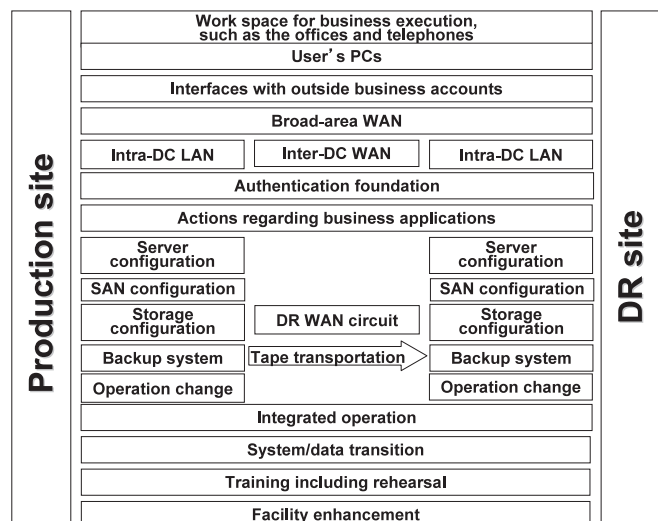 Production site
Work space for business execution,
such as the offices and telephones
User's PCs
Interfaces with outside business accounts
Broad-area WAN
Intra-DC LAN
Inter-DC WAN
Intra-DC LAN
Authentication foundation
Actions regarding business applications
Server
configuration
Server
configuration
SAN configuration
SAN configuration
Storage
configuration
DR WAN circuit
Storage
configuration
Backup system
Tape transportation
Backup system
Operation change
Operation change
Integrated operation
System/data transition
Training including rehearsal
Facility enhancement
DR site